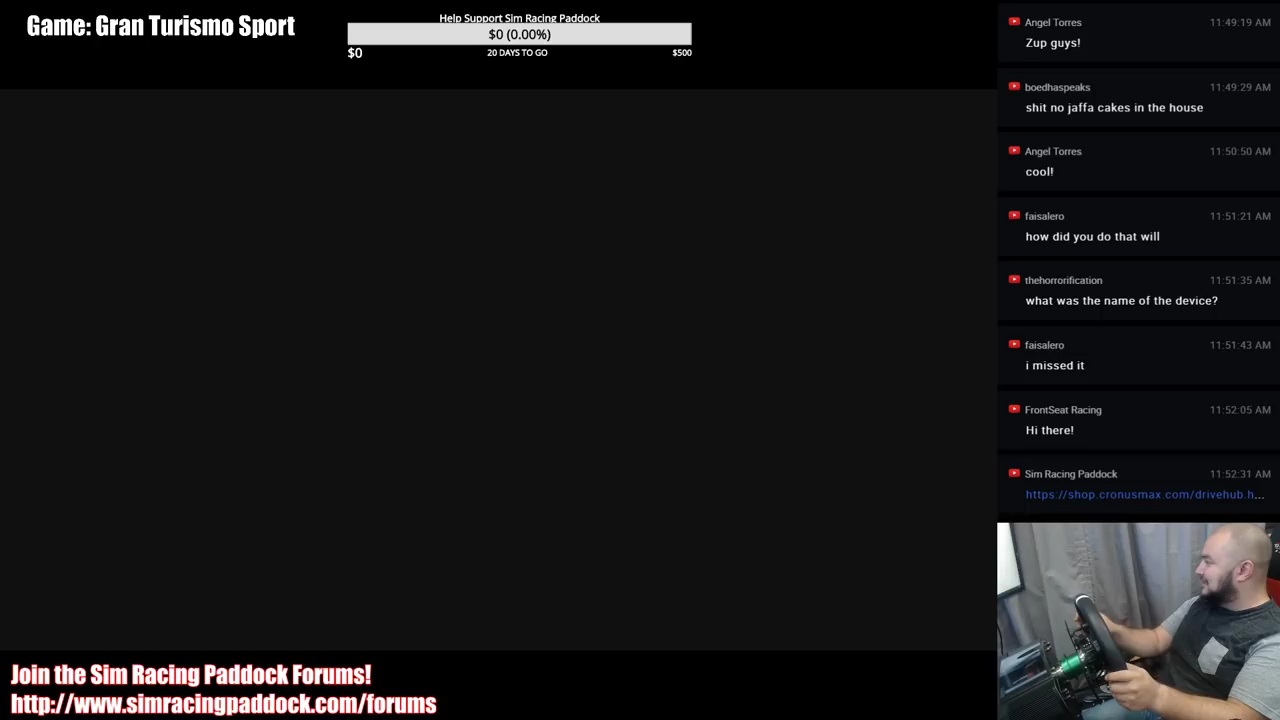 Game: Gran Turismo Sport
Help Support Sim Racing Paddock
$0 (0.00%)
$0
20 DAYS TO GO
$500
Angel Torres 11:49:19 AM
Zup guys!
boedhaspeaks 11:49:29 AM
shit no jaffa cakes in the house
Angel Torres 11:50:50 AM
cool!
faisalero 11:51:21 AM
how did you do that will
thehorrorification 11:51:35 AM
what was the name of the device?
faisalero 11:51:43 AM
i missed it
FrontSeat Racing 11:52:05 AM
Hi there!
Sim Racing Paddock 11:52:31 AM
https://shop.cronusmax.com/drivehub.h...
Join the Sim Racing Paddock Forums!
http://www.simracingpaddock.com/forums